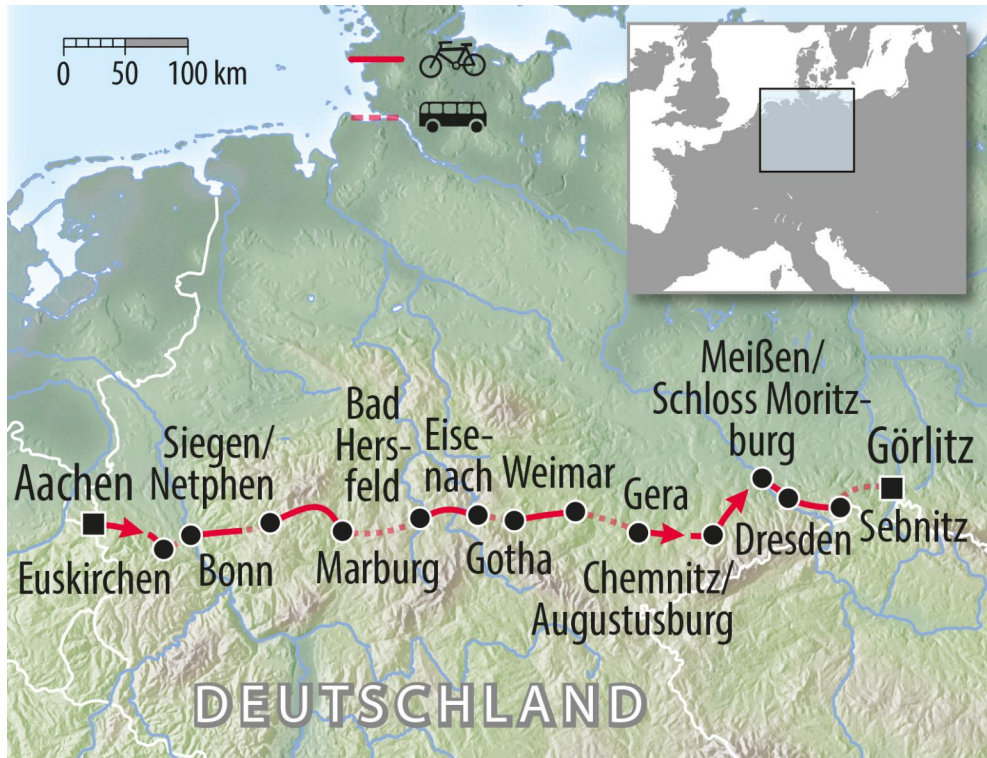 0 50 100 km
Meißen/
Schloss Moritz-
burg
Bad
Hers-
feld
Eise-
nach
Siegen/
Netphen
Aachen
Weimar
Gera
Görlitz
Euskirchen
Bonn
Marburg
Gotha
Chemnitz/
Augustusburg
Dresden
Sebnitz
DEUTSCHLAND